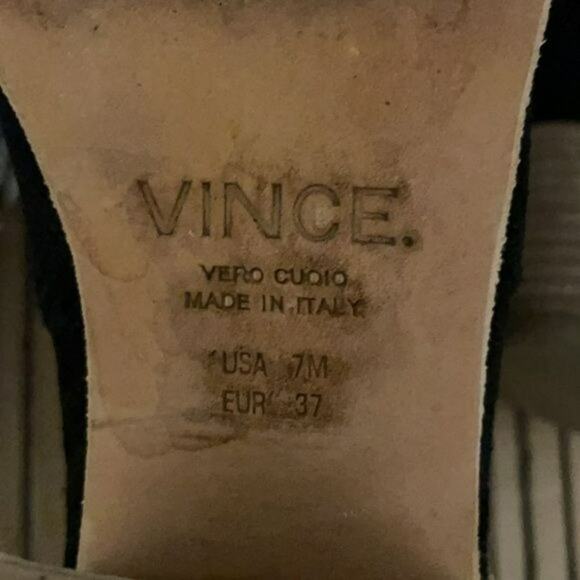 VINCE.
VERO CUOIO
MADE IN ITALY
USA 7M
EUR 37